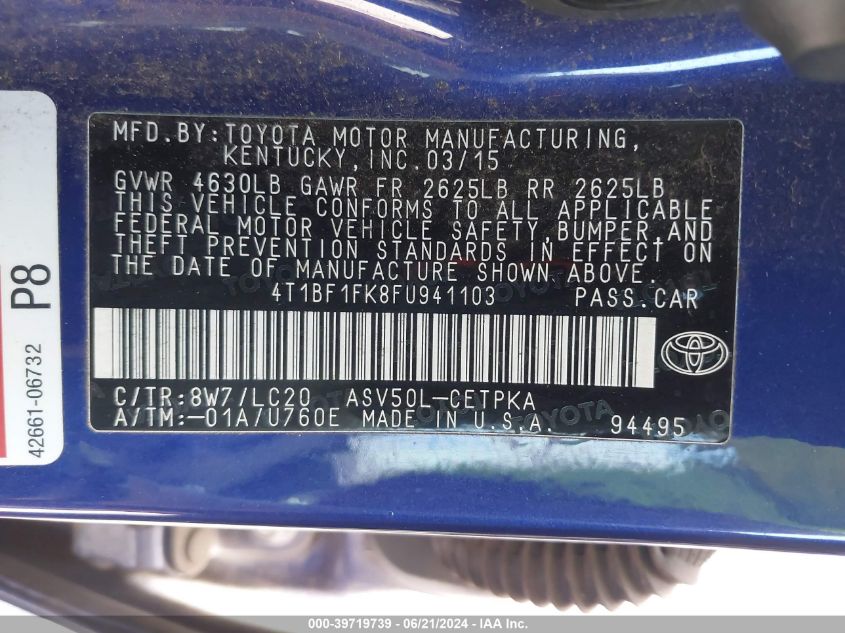 MFD.BY:TOYOTA MOTOR MANUFACTURING,
KENTUCKY,INC.03/15
GVWR 4630LB GAWR FR 2625LB RR 2625LB
THIS VEHICLE CONFORMS TO ALL APPLICABLE
FEDERAL MOTOR VEHICLE SAFETY,BUMPER,AND
THEFT PREVENTION STANDARDS IN EFFECT ON
THE DATE OF MANUFACTURE SHOWN ABOVE.
4T1BF1FK8FU941103 PASS.CAR
C/TR:8W7/LC20 ASV50L-CETPKA
A/TM:-01A/U760E MADE IN U.S.A. 94495
P8
42661-06732
000-39719739 - 06/21/2024 - IAA